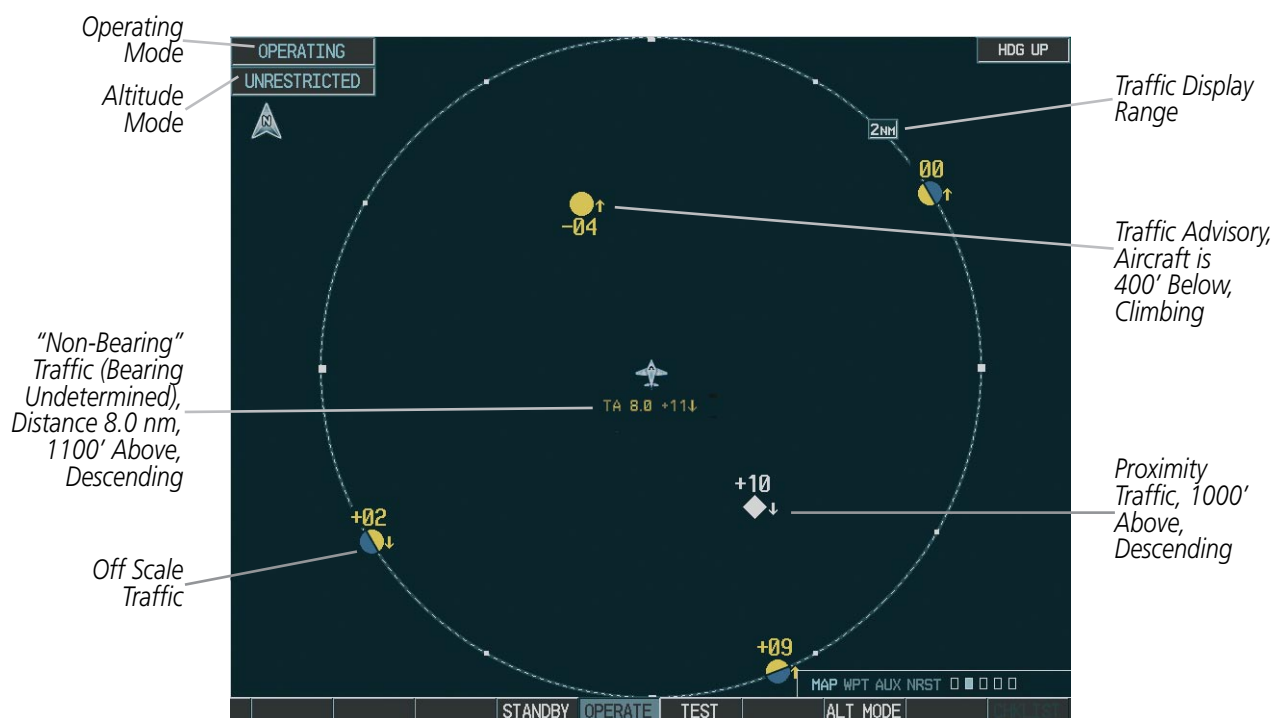 Operating
Mode
Altitude
Mode
OPERATING
UNRESTRICTED
N
HDG UP
2NM
Traffic Display
Range
00
↑
↑
-04
Traffic Advisory,
Aircraft is
400’ Below,
Climbing
“Non-Bearing”
Traffic (Bearing
Undetermined),
Distance 8.0 nm,
1100’ Above,
Descending
TA 8.0 +11↓
+10
↓
Proximity
Traffic, 1000’
Above,
Descending
+02
↓
Off Scale
Traffic
+09
↑
MAP WPT AUX NRST
STANDBY OPERATE TEST ALT MODE CHKLIST